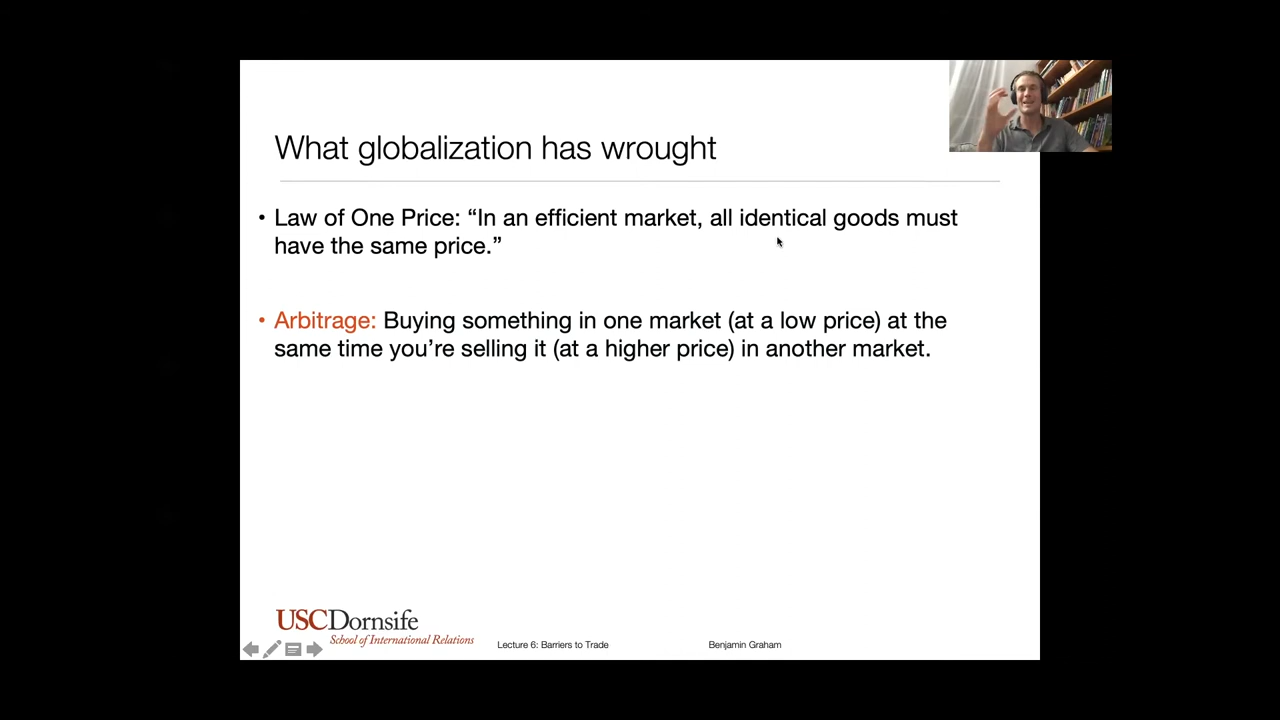 What globalization has wrought
• Law of One Price: “In an efficient market, all identical goods must
have the same price.”
• Arbitrage: Buying something in one market (at a low price) at the
same time you’re selling it (at a higher price) in another market.
USCDornsife
School of International Relations
Lecture 6: Barriers to Trade
Benjamin Graham